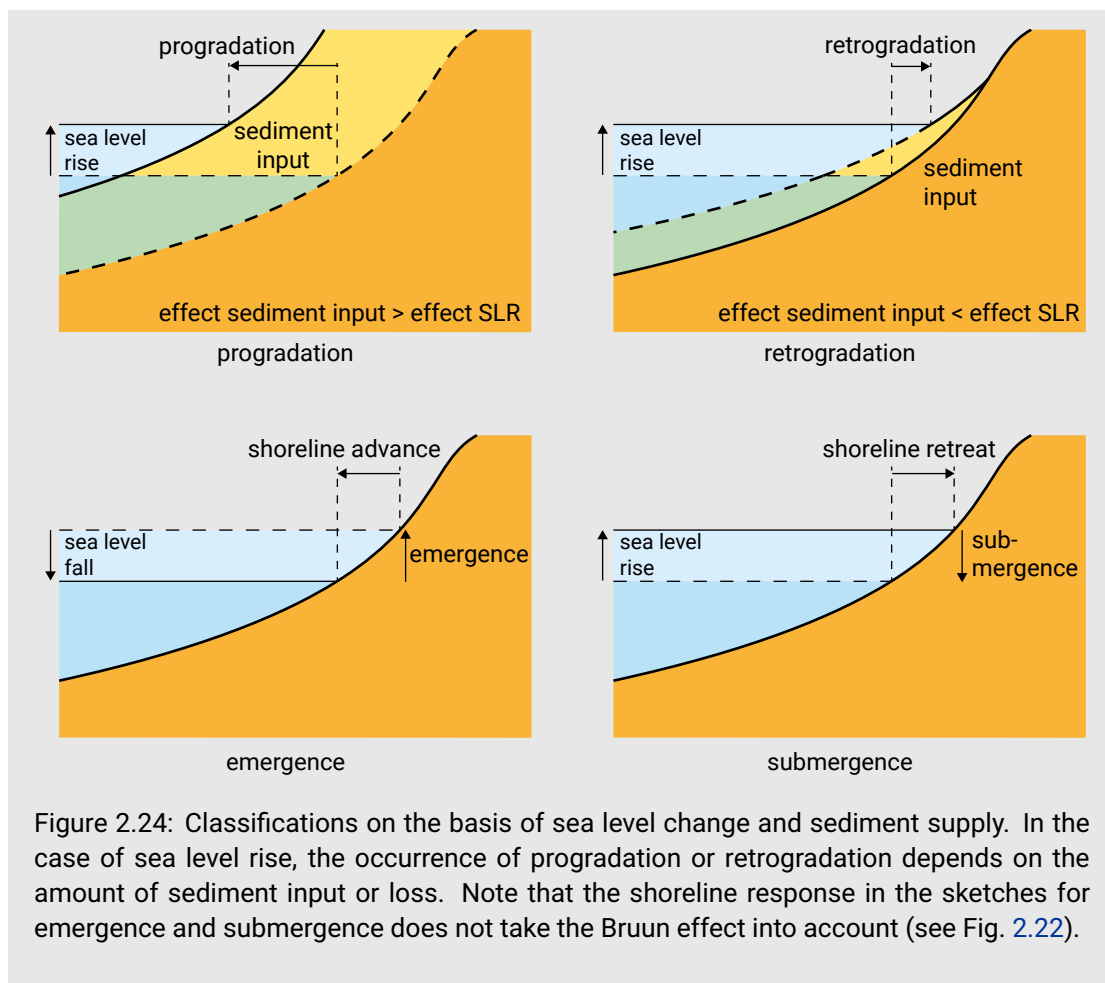 progradation
sea level
rise
sediment
input
effect sediment input > effect SLR
progradation
retrogradation
sea level
rise
sediment
input
effect sediment input < effect SLR
retrogradation
shoreline advance
sea level
fall
emergence
emergence
shoreline retreat
sea level
rise
sub-
mergence
submergence
Figure 2.24: Classifications on the basis of sea level change and sediment supply. In the
case of sea level rise, the occurrence of progradation or retrogradation depends on the
amount of sediment input or loss. Note that the shoreline response in the sketches for
emergence and submergence does not take the Bruun effect into account (see Fig. 2.22).